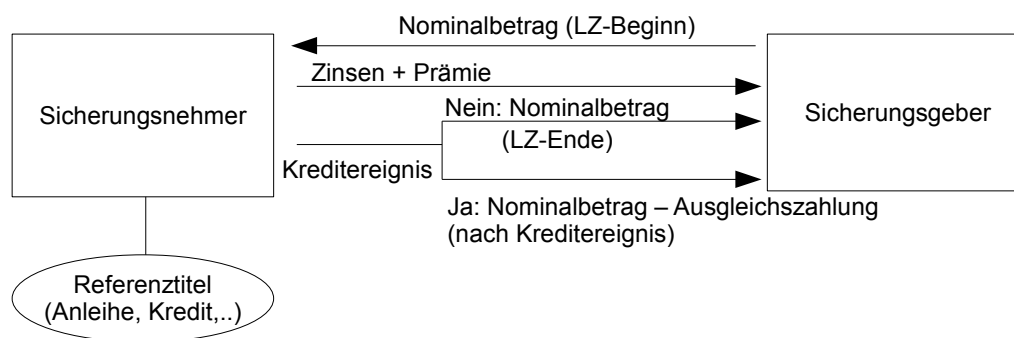 Nominalbetrag (LZ-Beginn)
Zinsen + Prämie
Sicherungsnehmer
Nein: Nominalbetrag
(LZ-Ende)
Sicherungsgeber
Kreditereignis
Ja: Nominalbetrag – Ausgleichszahlung
(nach Kreditereignis)
Referenztitel
(Anleihe, Kredit,..)